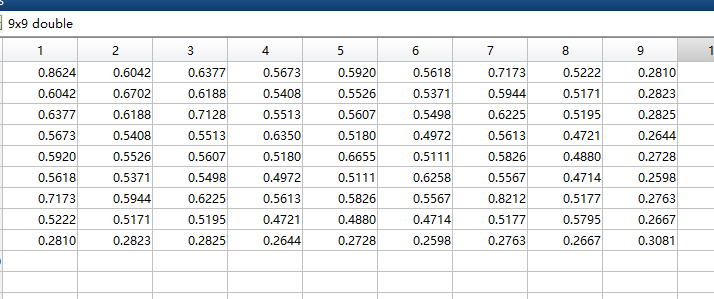 9x9 double
1 2 3 4 5 6 7 8 9 1
0.8624 0.6042 0.6377 0.5673 0.5920 0.5618 0.7173 0.5222 0.2810
0.6042 0.6702 0.6188 0.5408 0.5526 0.5371 0.5944 0.5171 0.2823
0.6377 0.6188 0.7128 0.5513 0.5607 0.5498 0.6225 0.5195 0.2825
0.5673 0.5408 0.5513 0.6350 0.5180 0.4972 0.5613 0.4721 0.2644
0.5920 0.5526 0.5607 0.5180 0.6655 0.5111 0.5826 0.4880 0.2728
0.5618 0.5371 0.5498 0.4972 0.5111 0.6258 0.5567 0.4714 0.2598
0.7173 0.5944 0.6225 0.5613 0.5826 0.5567 0.8212 0.5177 0.2763
0.5222 0.5171 0.5195 0.4721 0.4880 0.4714 0.5177 0.5795 0.2667
0.2810 0.2823 0.2825 0.2644 0.2728 0.2598 0.2763 0.2667 0.3081